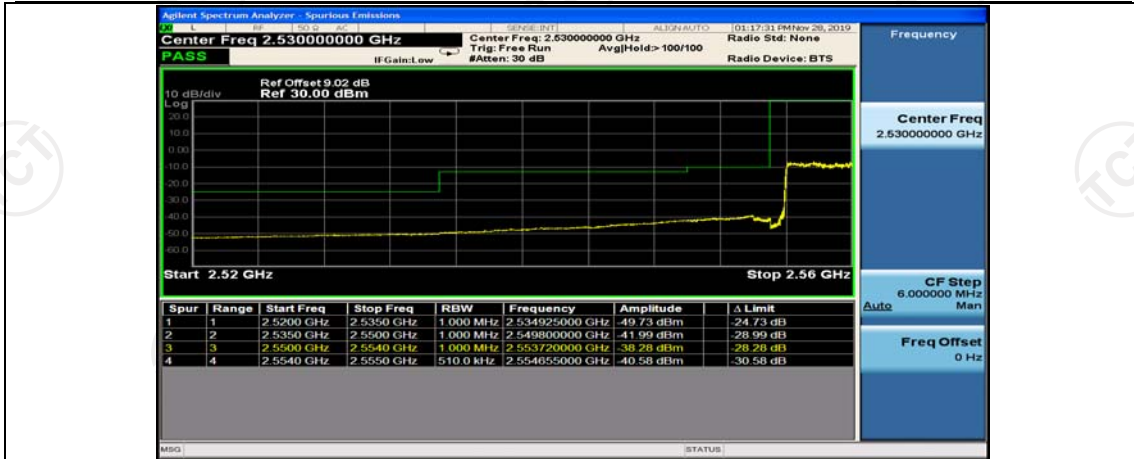 Agilent Spectrum Analyzer - Spurious Emissions
L RF 50 Ω AC SENSE:INT ALIGN AUTO 01:17:31 PM Nov 28, 2019
Center Freq 2.530000000 GHz
Center Freq: 2.530000000 GHz
Radio Std: None
Trig: Free Run
Avg|Hold:> 100/100
PASS
IFGain:Low
#Atten: 30 dB
Radio Device: BTS
Ref Offset 9.02 dB
10 dB/div Ref 30.00 dBm
Log
20.0
10.0
0.00
-10.0
-20.0
-30.0
-40.0
-50.0
-60.0
Start 2.52 GHz
Stop 2.56 GHz
Spur Range Start Freq Stop Freq RBW Frequency Amplitude Δ Limit
1 1 2.5200 GHz 2.5350 GHz 1.000 MHz 2.534925000 GHz -49.73 dBm -24.73 dB
2 2 2.5350 GHz 2.5500 GHz 1.000 MHz 2.549800000 GHz -41.99 dBm -28.99 dB
3 3 2.5500 GHz 2.5540 GHz 1.000 MHz 2.553720000 GHz -38.28 dBm -28.28 dB
4 4 2.5540 GHz 2.5550 GHz 510.0 kHz 2.554655000 GHz -40.58 dBm -30.58 dB
MSG
STATUS
Frequency
Center Freq
2.530000000 GHz
CF Step
6.000000 MHz
Auto Man
Freq Offset
0 Hz
TCT